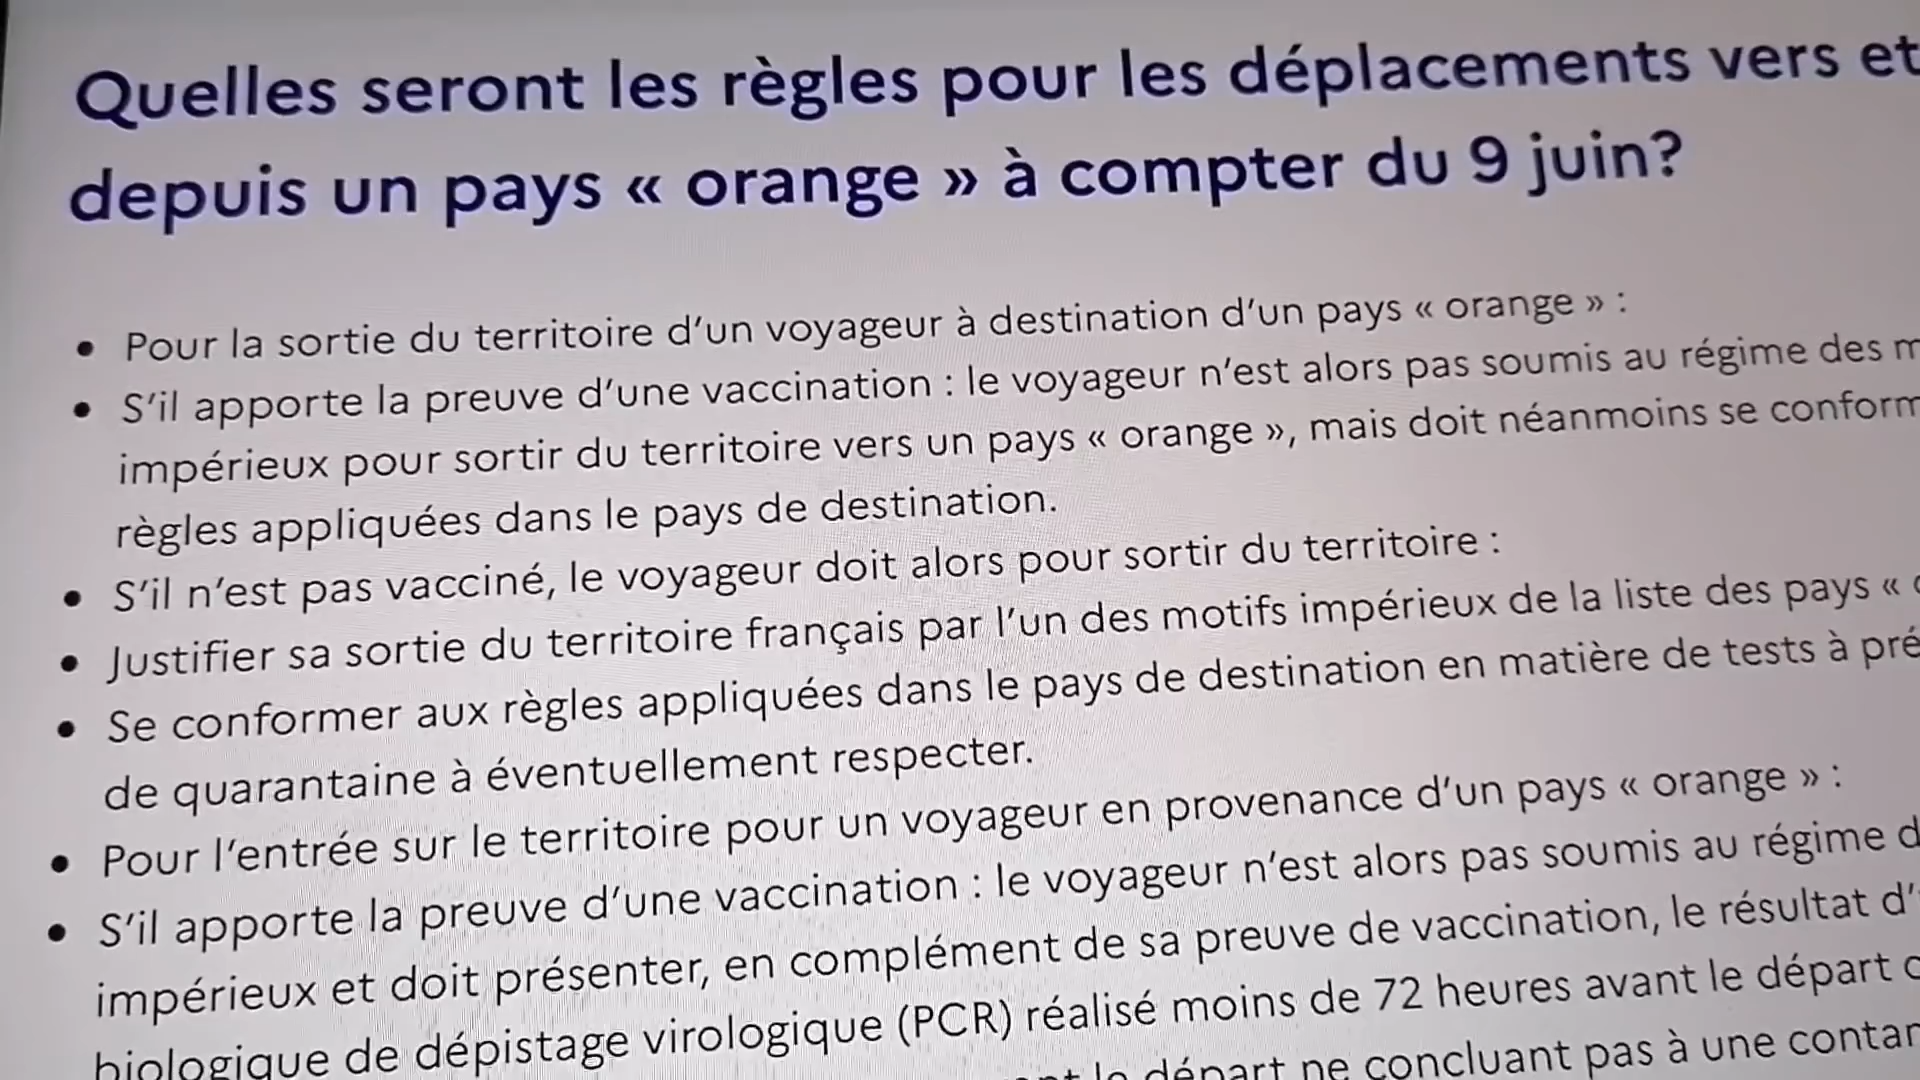 Quelles seront les règles pour les déplacements vers et
depuis un pays « orange » à compter du 9 juin?
• Pour la sortie du territoire d’un voyageur à destination d’un pays « orange » :
• S’il apporte la preuve d’une vaccination : le voyageur n’est alors pas soumis au régime des
impérieux pour sortir du territoire vers un pays « orange », mais doit néanmoins se conform
règles appliquées dans le pays de destination.
• S’il n’est pas vacciné, le voyageur doit alors pour sortir du territoire :
• Justifier sa sortie du territoire français par l’un des motifs impérieux de la liste des pays «
• Se conformer aux règles appliquées dans le pays de destination en matière de tests à pré
de quarantaine à éventuellement respecter.
• Pour l’entrée sur le territoire pour un voyageur en provenance d’un pays « orange » :
• S’il apporte la preuve d’une vaccination : le voyageur n’est alors pas soumis au régime d
impérieux et doit présenter, en complément de sa preuve de vaccination, le résultat d’
biologique de dépistage virologique (PCR) réalisé moins de 72 heures avant le départ
le départ ne concluant pas à une contar